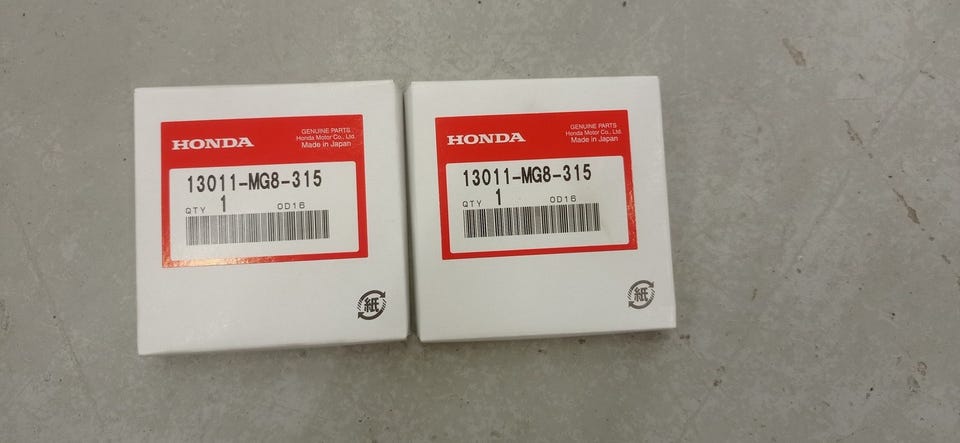 HONDA
GENUINE PARTS
Honda Motor Co., Ltd.
Made in Japan
13011-MG8-315
QTY 1 0D16
紙
HONDA
GENUINE PARTS
Honda Motor Co., Ltd.
Made in Japan
13011-MG8-315
QTY 1 0D16
紙